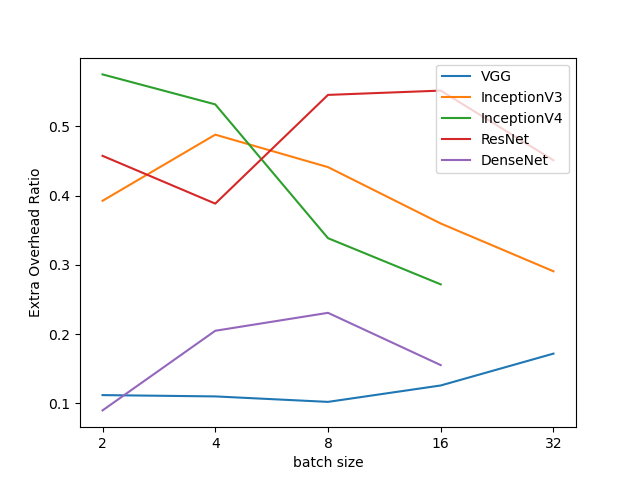 VGG
InceptionV3
InceptionV4
ResNet
DenseNet
0.5
0.4
0.3
0.2
0.1
Extra Overhead Ratio
2 4 8 16 32
batch size